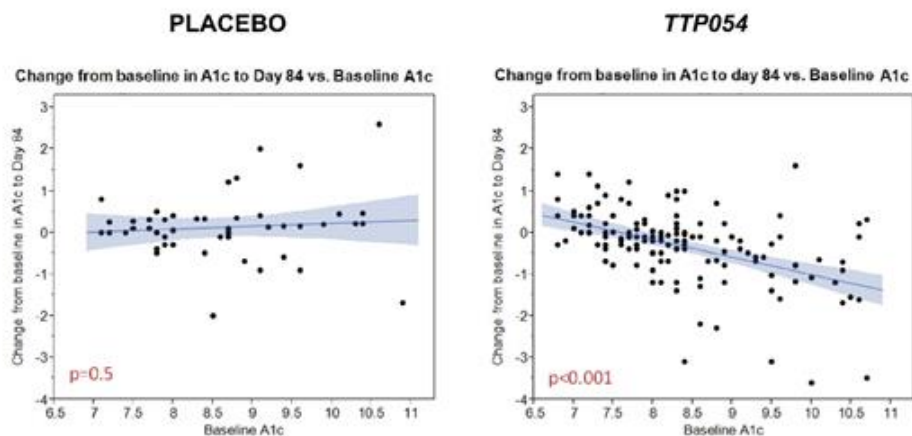 PLACEBO
Change from baseline in A1c to Day 84 vs. Baseline A1c
Change from baseline in A1c to Day 84
3
2
1
0
-1
-2
-3
-4
p=0.5
6.5 7 7.5 8 8.5 9 9.5 10 10.5 11
Baseline A1c
TTP054
Change from baseline in A1c to day 84 vs. Baseline A1c
Change from baseline in A1c to Day 84
3
2
1
0
-1
-2
-3
-4
p<0.001
6.5 7 7.5 8 8.5 9 9.5 10 10.5 11
Baseline A1c